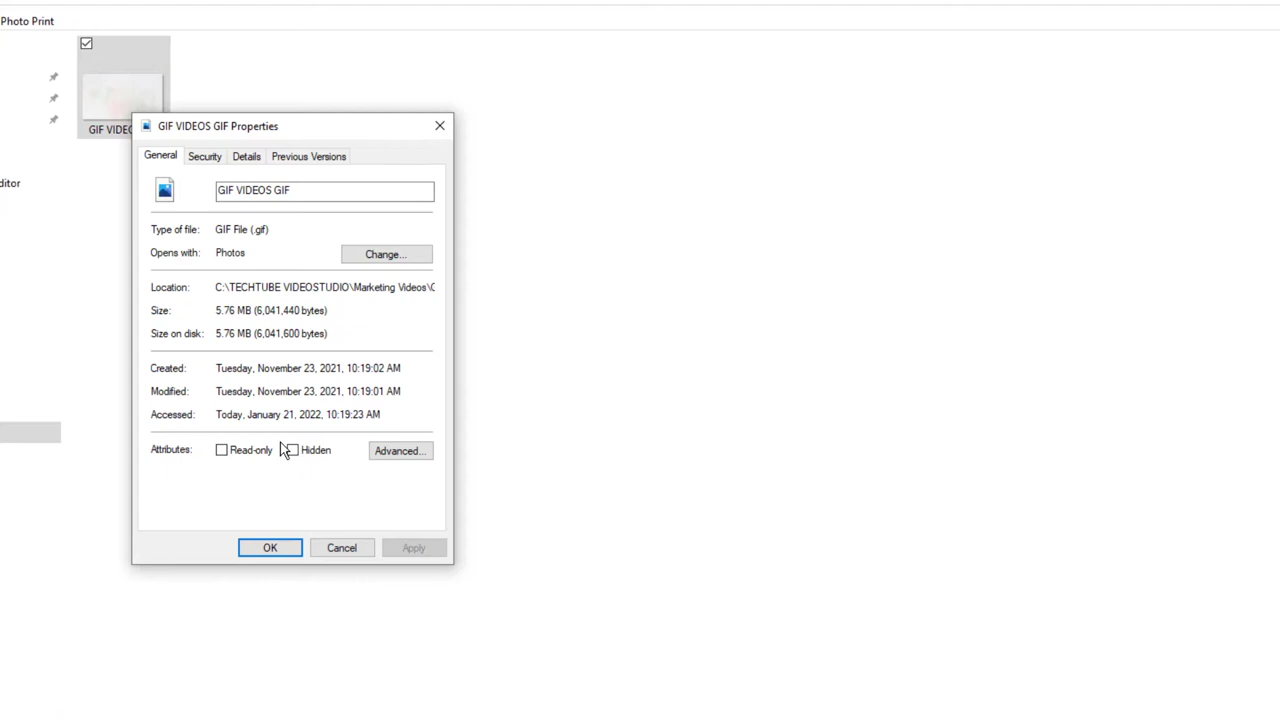 Photo Print
GIF VIDEO
GIF VIDEOS GIF Properties
General Security Details Previous Versions
ditor
GIF VIDEOS GIF
Type of file: GIF File (.gif)
Opens with: Photos Change...
Location: C:\TECHTUBE VIDEOSTUDIO\Marketing Videos\C
Size: 5.76 MB (6,041,440 bytes)
Size on disk: 5.76 MB (6,041,600 bytes)
Created: Tuesday, November 23, 2021, 10:19:02 AM
Modified: Tuesday, November 23, 2021, 10:19:01 AM
Accessed: Today, January 21, 2022, 10:19:23 AM
Attributes: Read-only Hidden Advanced...
OK Cancel Apply